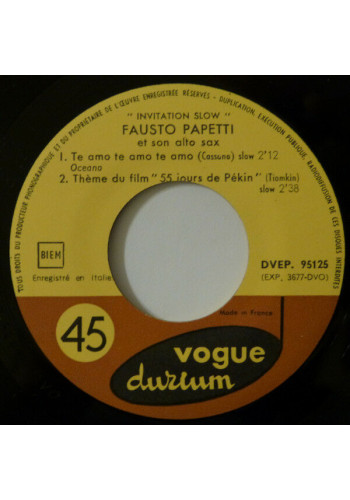 TOUS DROITS DU PRODUCTEUR PHONOGRAPHIQUE ET DU PROPRIETAIRE DE L'ŒUVRE ENREGISTRÉE RÉSERVÉS - DUPLICATION, EXÉCUTION PUBLIQUE, RADIODIFFUSION DE CES DISQUES INTERDITES
" INVITATION SLOW "
FAUSTO PAPETTI
et son alto sax
1. Te amo te amo te amo (Cassano) slow 2"12
Oceano
2. Thème du film " 55 jours de Pékin " (Tiomkin)
slow 2"38
BIEM
Enregistré en Italie
DVEP. 95125
(EXP. 3677-DVO)
Made in France
45
vogue
durium